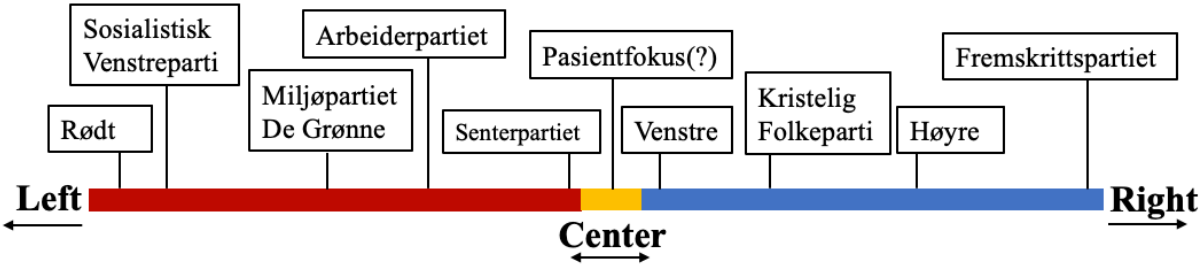 Sosialistisk
Venstreparti
Arbeiderpartiet
Pasientfokus(?)
Fremskrittspartiet
Rødt
Miljøpartiet
De Grønne
Senterpartiet
Venstre
Kristelig
Folkeparti
Høyre
Left
Right
Center